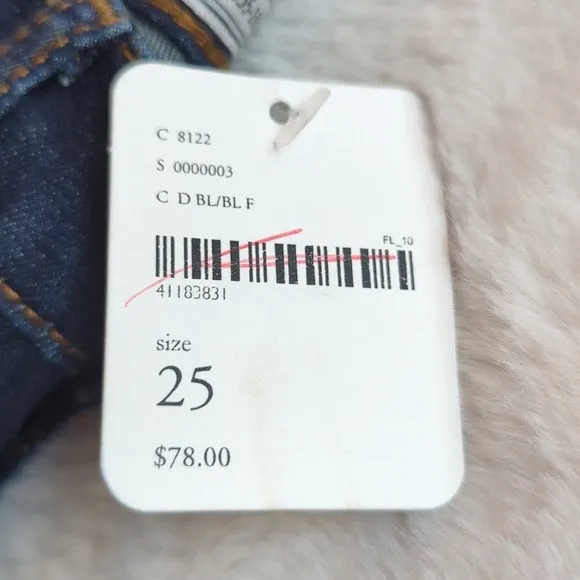 C 8122
S 0000003
C D BL/BL F
FL_10
41183831
size
25
$78.00